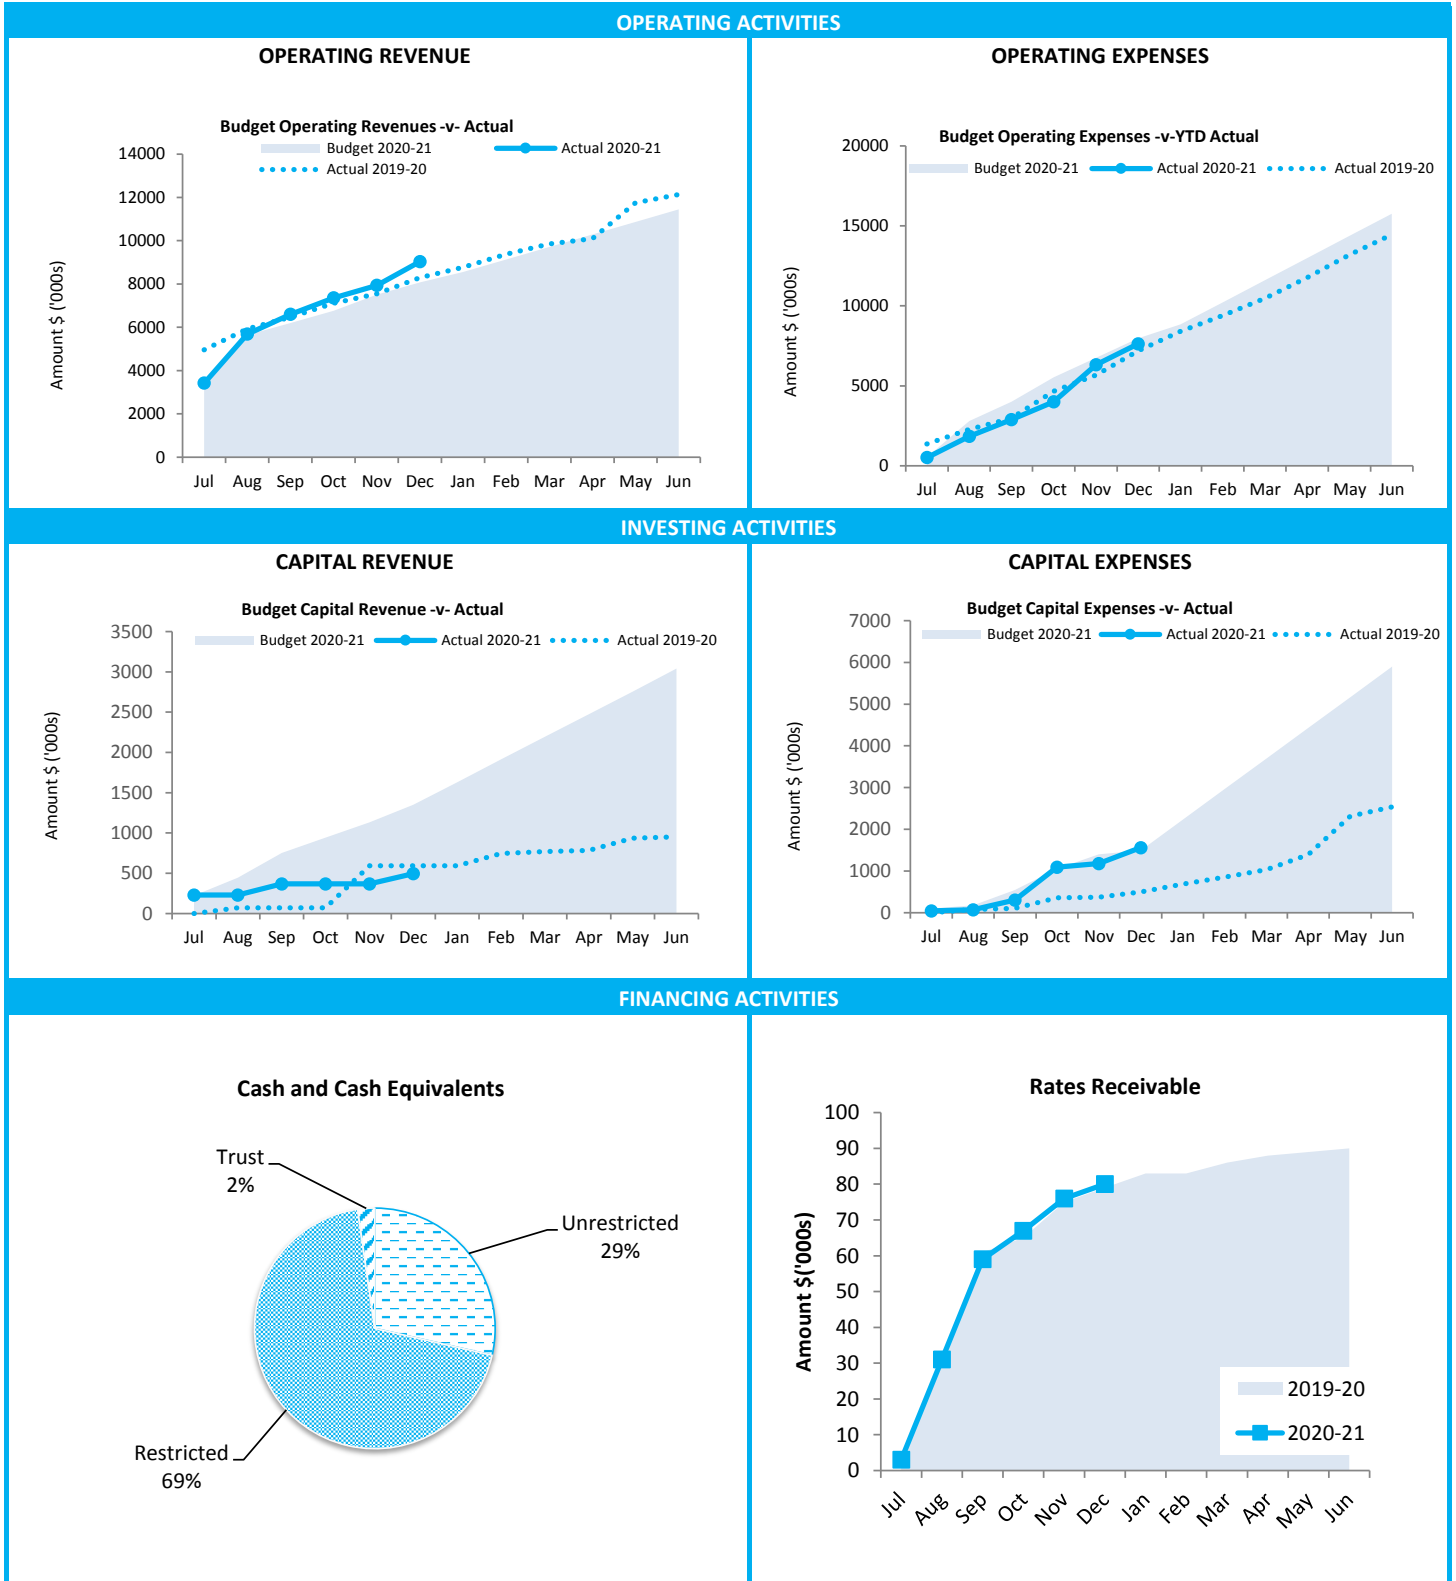 OPERATING ACTIVITIES
OPERATING REVENUE
Budget Operating Revenues -v- Actual
Budget 2020-21
Actual 2020-21
Actual 2019-20
Amount $ ('000s)
14000
12000
10000
8000
6000
4000
2000
0
Jul Aug Sep Oct Nov Dec Jan Feb Mar Apr May Jun
OPERATING EXPENSES
Budget Operating Expenses -v-YTD Actual
Budget 2020-21 Actual 2020-21 Actual 2019-20
Amount $ ('000s)
20000
15000
10000
5000
0
Jul Aug Sep Oct Nov Dec Jan Feb Mar Apr May Jun
INVESTING ACTIVITIES
CAPITAL REVENUE
Budget Capital Revenue -v- Actual
Budget 2020-21 Actual 2020-21 Actual 2019-20
Amount $ ('000s)
3500
3000
2500
2000
1500
1000
500
0
Jul Aug Sep Oct Nov Dec Jan Feb Mar Apr May Jun
CAPITAL EXPENSES
Budget Capital Expenses -v- Actual
Budget 2020-21 Actual 2020-21 Actual 2019-20
Amount $ ('000s)
7000
6000
5000
4000
3000
2000
1000
0
Jul Aug Sep Oct Nov Dec Jan Feb Mar Apr May Jun
FINANCING ACTIVITIES
Cash and Cash Equivalents
Trust
2%
Unrestricted
29%
Restricted
69%
Rates Receivable
Amount $('000s)
100
90
80
70
60
50
40
30
20
10
0
2019-20
2020-21
Jul Aug Sep Oct Nov Dec Jan Feb Mar Apr May Jun